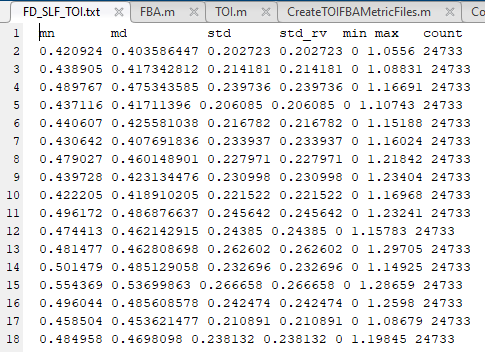 FD_SLF_TOI.txt FBA.m TOI.m CreateTOIFBAMetricFiles.m Co
1 mn md std std_rv min max count
2 0.420924 0.403586447 0.202723 0.202723 0 1.0556 24733
3 0.438905 0.417342812 0.214181 0.214181 0 1.08831 24733
4 0.489767 0.475343585 0.239736 0.239736 0 1.16691 24733
5 0.437116 0.41711396 0.206085 0.206085 0 1.10743 24733
6 0.440607 0.425581038 0.216782 0.216782 0 1.15188 24733
7 0.430642 0.407691836 0.233937 0.233937 0 1.16024 24733
8 0.479027 0.460148901 0.227971 0.227971 0 1.21842 24733
9 0.439728 0.423134476 0.230998 0.230998 0 1.23404 24733
10 0.422205 0.418910205 0.221522 0.221522 0 1.16968 24733
11 0.496172 0.486876637 0.245642 0.245642 0 1.23241 24733
12 0.474413 0.462142915 0.24385 0.24385 0 1.15783 24733
13 0.481477 0.462808698 0.262602 0.262602 0 1.29705 24733
14 0.501479 0.485129058 0.232696 0.232696 0 1.14925 24733
15 0.554369 0.53699863 0.266658 0.266658 0 1.28659 24733
16 0.496044 0.485608578 0.242474 0.242474 0 1.2598 24733
17 0.458504 0.453621477 0.210891 0.210891 0 1.08679 24733
18 0.484958 0.4698098 0.238132 0.238132 0 1.19845 24733